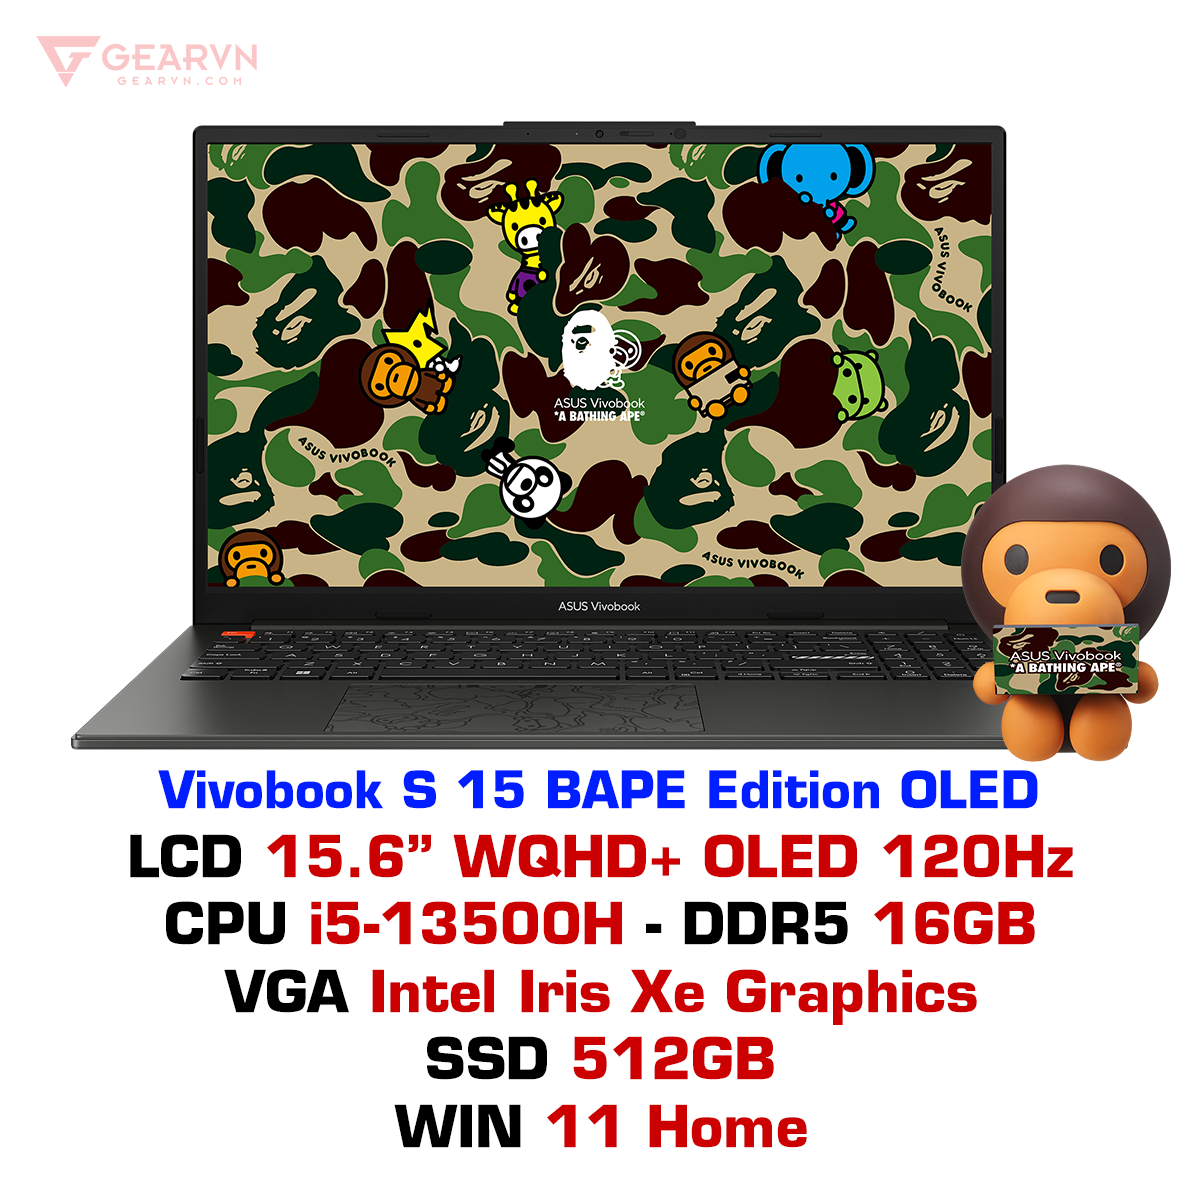 GEARVN
GEARVN.COM
ASUS VIVOBOOK
ASUS Vivobook
*A BATHING APE®
ASUS VIVOBOOK
ASUS VIVOBOOK
ASUS Vivobook
ASUS Vivobook
*A BATHING APE®
Vivobook S 15 BAPE Edition OLED
LCD 15.6” WQHD+ OLED 120Hz
CPU i5-13500H - DDR5 16GB
VGA Intel Iris Xe Graphics
SSD 512GB
WIN 11 Home